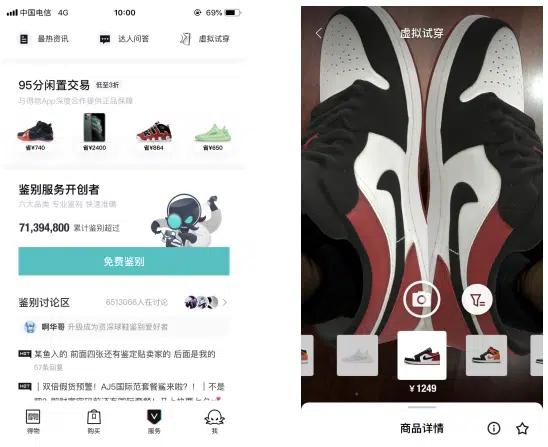 中国电信 4G
10:00
69%
最热资讯
达人问答
虚拟试穿
95分闲置交易 低至3折
与得物App深度合作提供正品保障
省¥740
省¥2400
省¥864
省¥650
鉴别服务开创者
六大品类 专业鉴别 快速准确
71,394,800 累计鉴别超过
免费鉴别
鉴别讨论区
6513066人在讨论
啊华哥 升级成为资深球鞋鉴别爱好者
HOT 某鱼入的 前面四张还有鉴定贴卖家的 后面是我的
57条回复
HOT ｜双倍假货预警！AJ5国际范套餐鲨来啦？！｜不是
得物
购买
服务
我
虚拟试穿
¥1249
商品详情